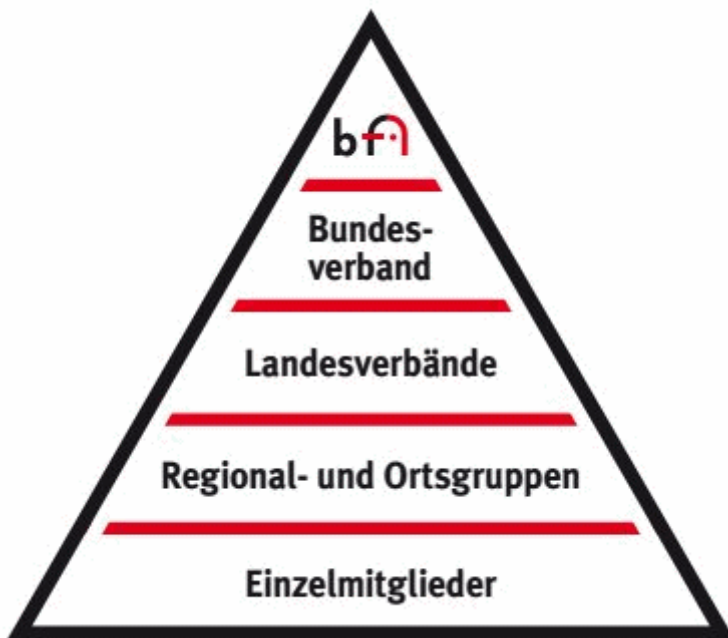 bfa
Bundes-
verband
Landesverbände
Regional- und Ortsgruppen
Einzelmitglieder